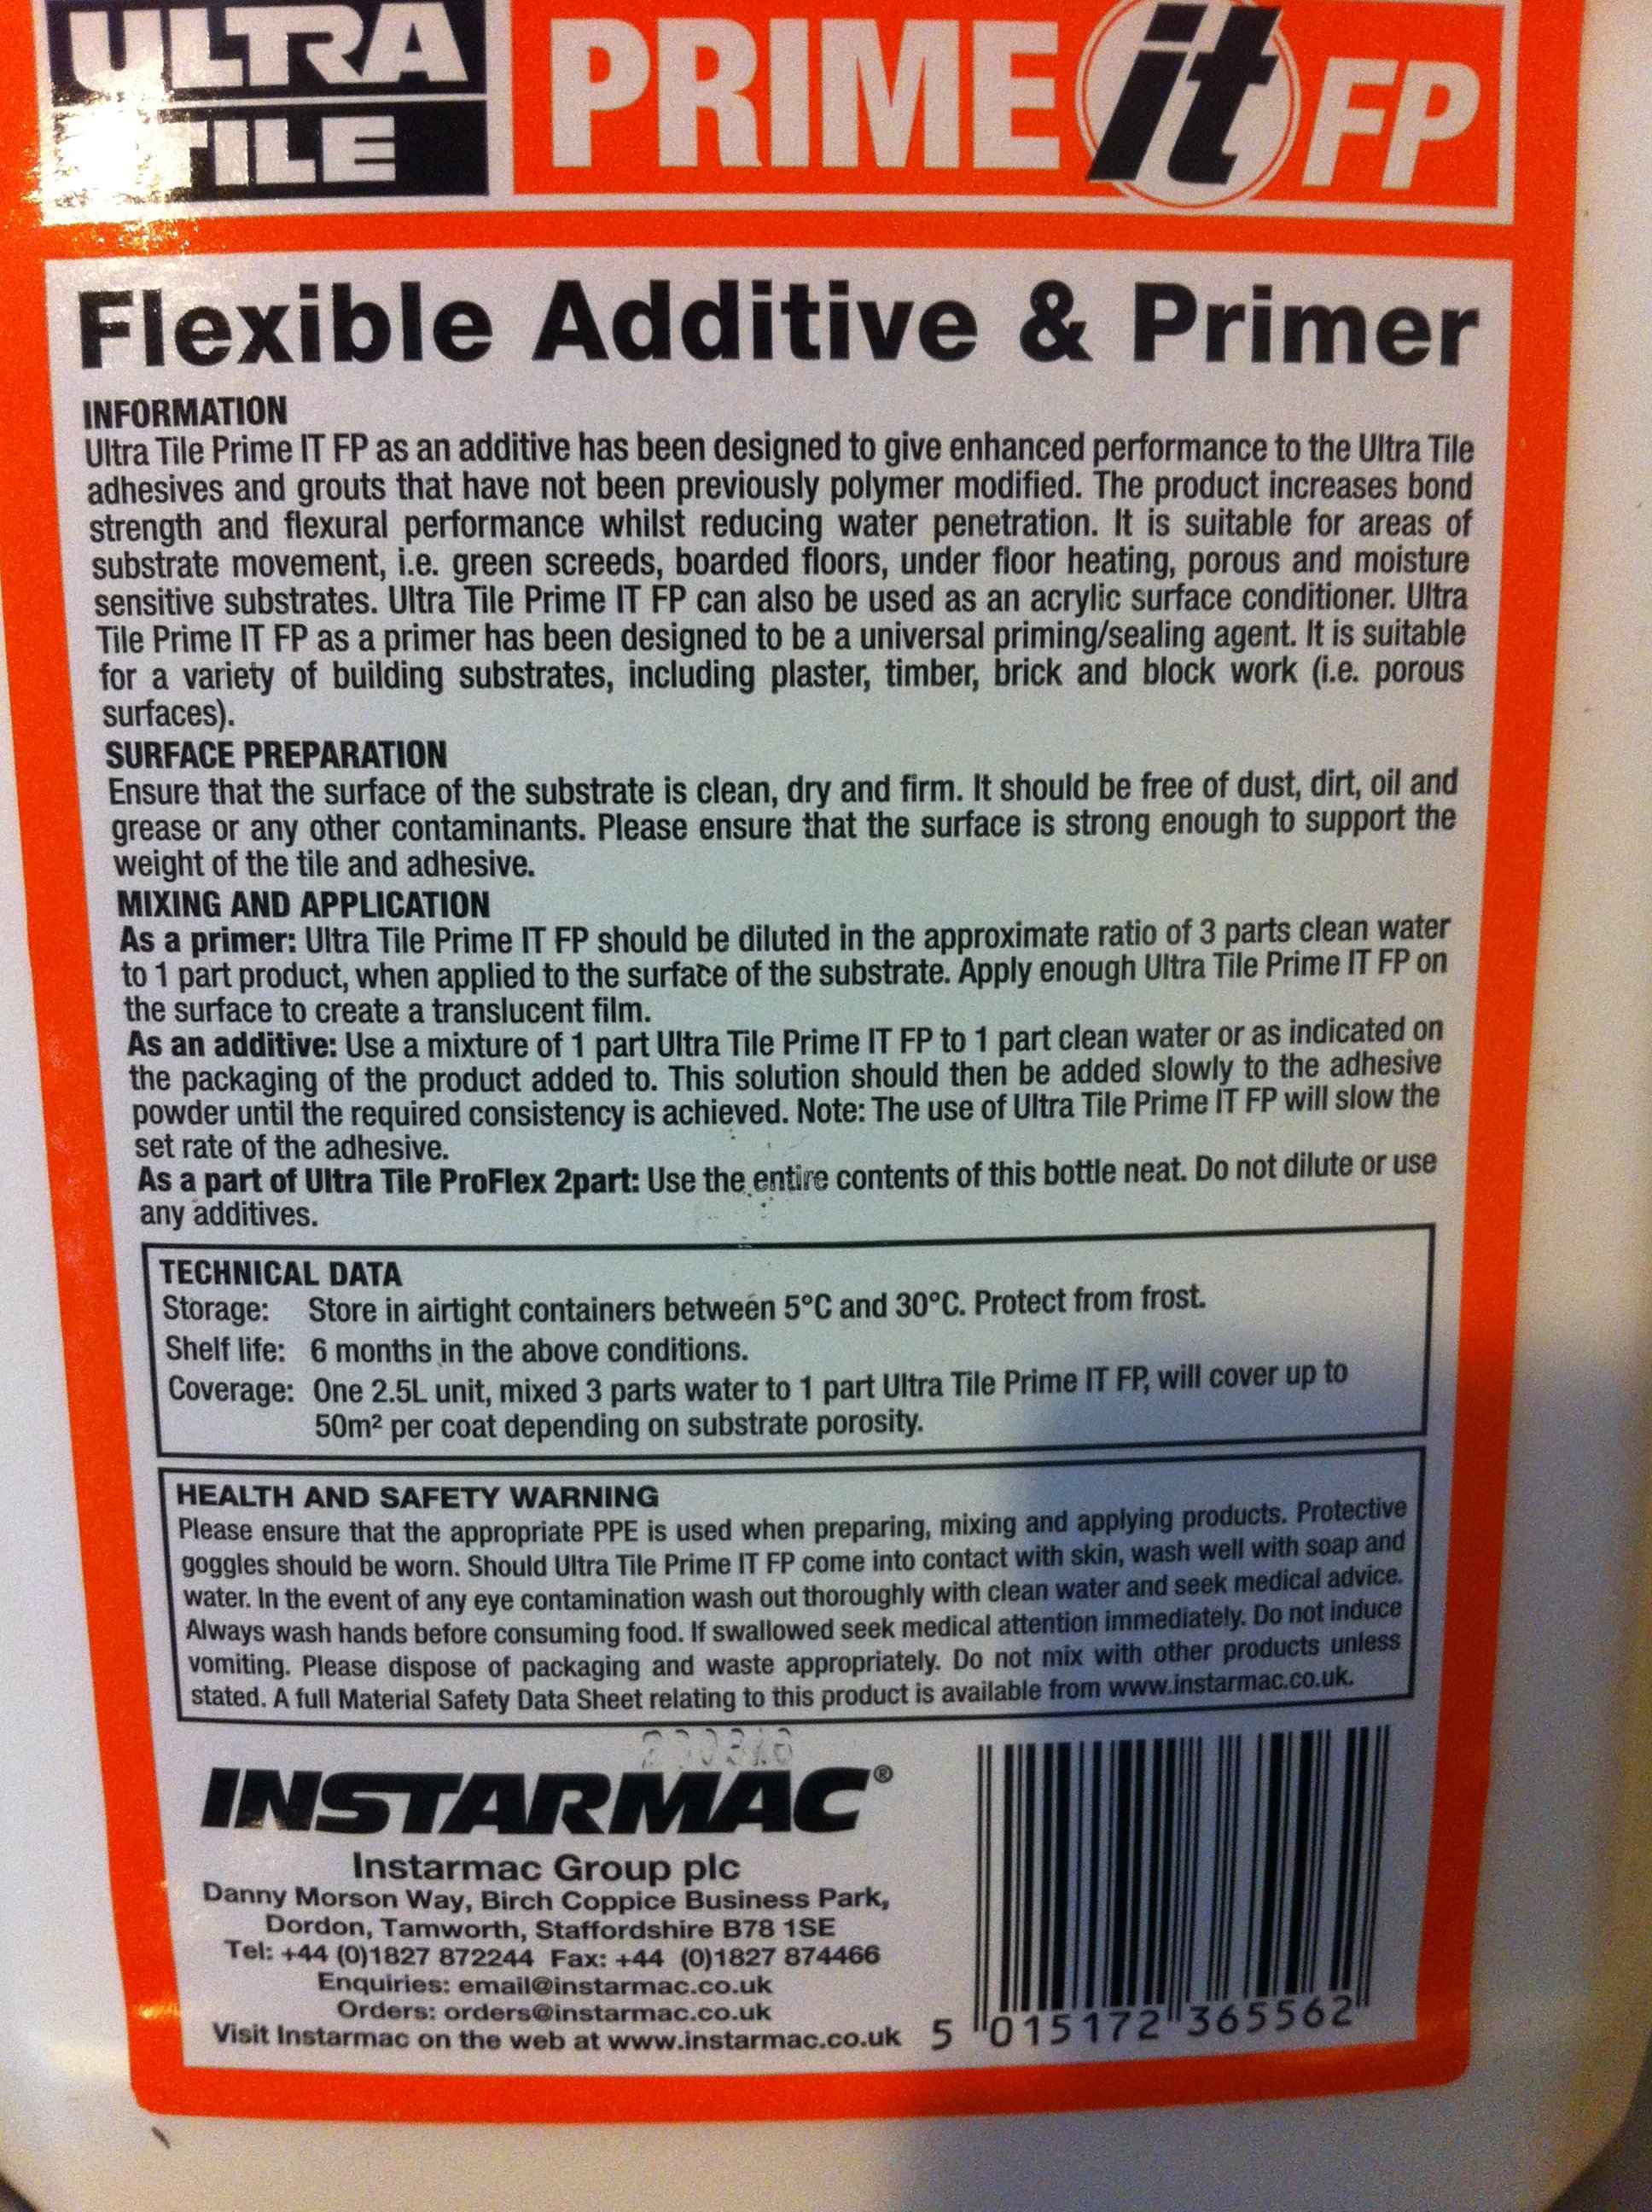 ULTRA
TILE
PRIME it FP
Flexible Additive & Primer
INFORMATION
Ultra Tile Prime IT FP as an additive has been designed to give enhanced performance to the Ultra Tile
adhesives and grouts that have not been previously polymer modified. The product increases bond
strength and flexural performance whilst reducing water penetration. It is suitable for areas of
substrate movement, i.e. green screeds, boarded floors, under floor heating, porous and moisture
sensitive substrates. Ultra Tile Prime IT FP can also be used as an acrylic surface conditioner. Ultra
Tile Prime IT FP as a primer has been designed to be a universal priming/sealing agent. It is suitable
for a variety of building substrates, including plaster, timber, brick and block work (i.e. porous
surfaces).
SURFACE PREPARATION
Ensure that the surface of the substrate is clean, dry and firm. It should be free of dust, dirt, oil and
grease or any other contaminants. Please ensure that the surface is strong enough to support the
weight of the tile and adhesive.
MIXING AND APPLICATION
As a primer: Ultra Tile Prime IT FP should be diluted in the approximate ratio of 3 parts clean water
to 1 part product, when applied to the surface of the substrate. Apply enough Ultra Tile Prime IT FP on
the surface to create a translucent film.
As an additive: Use a mixture of 1 part Ultra Tile Prime IT FP to 1 part clean water or as indicated on
the packaging of the product added to. This solution should then be added slowly to the adhesive
powder until the required consistency is achieved. Note: The use of Ultra Tile Prime IT FP will slow the
set rate of the adhesive.
As a part of Ultra Tile ProFlex 2part: Use the entire contents of this bottle neat. Do not dilute or use
any additives.
TECHNICAL DATA
Storage: Store in airtight containers between 5°C and 30°C. Protect from frost.
Shelf life: 6 months in the above conditions.
Coverage: One 2.5L unit, mixed 3 parts water to 1 part Ultra Tile Prime IT FP, will cover up to
50m² per coat depending on substrate porosity.
HEALTH AND SAFETY WARNING
Please ensure that the appropriate PPE is used when preparing, mixing and applying products. Protective
goggles should be worn. Should Ultra Tile Prime IT FP come into contact with skin, wash well with soap and
water. In the event of any eye contamination wash out thoroughly with clean water and seek medical advice.
Always wash hands before consuming food. If swallowed seek medical attention immediately. Do not induce
vomiting. Please dispose of packaging and waste appropriately. Do not mix with other products unless
stated. A full Material Safety Data Sheet relating to this product is available from www.instarmac.co.uk.
INSTARMAC®
Instarmac Group plc
Danny Morson Way, Birch Coppice Business Park,
Dordon, Tamworth, Staffordshire B78 1SE
Tel: +44 (0)1827 872244 Fax: +44 (0)1827 874466
Enquiries: email@instarmac.co.uk
Orders: orders@instarmac.co.uk
Visit Instarmac on the web at www.instarmac.co.uk
5 015172 365562